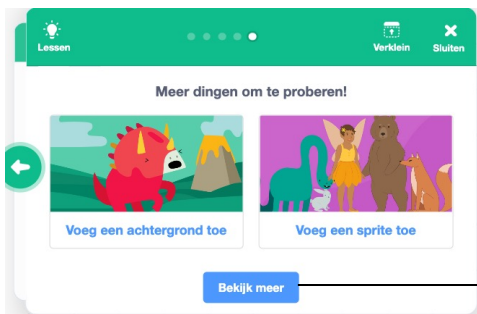 Lessen
Verklein
Sluiten
Meer dingen om te proberen!
Voeg een achtergrond toe
Voeg een sprite toe
Bekijk meer